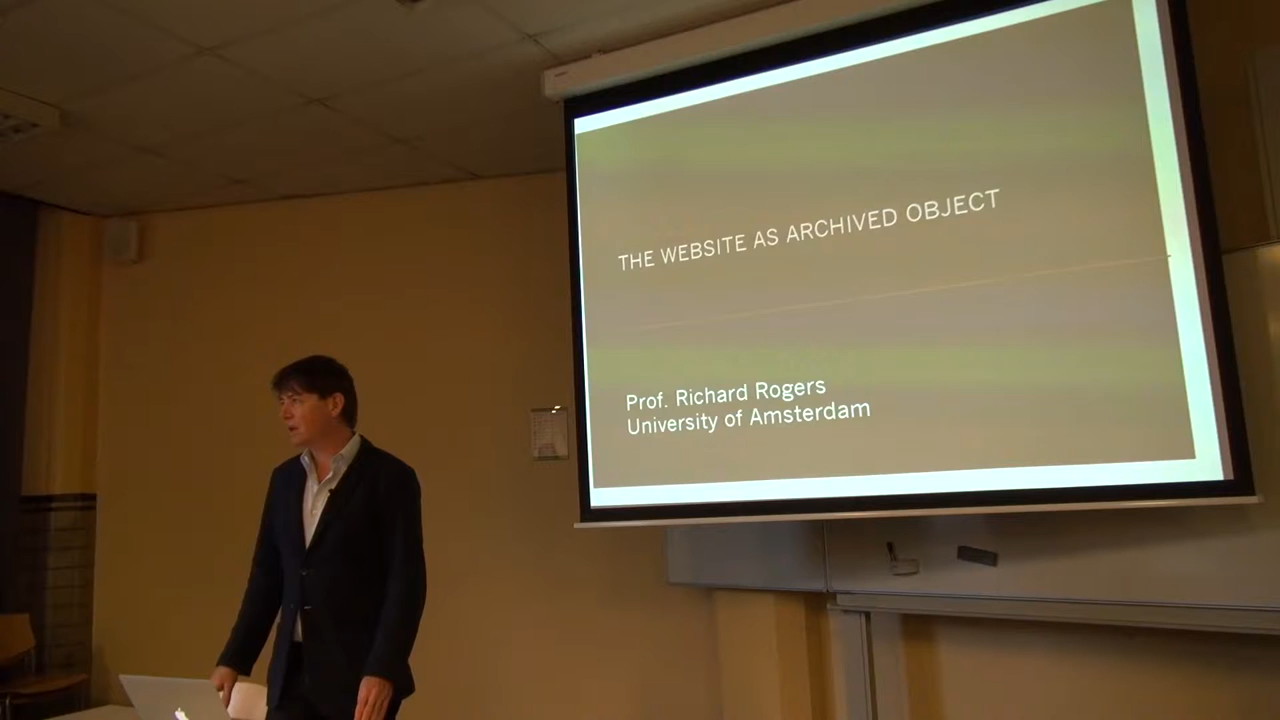 THE WEBSITE AS ARCHIVED OBJECT
Prof. Richard Rogers
University of Amsterdam